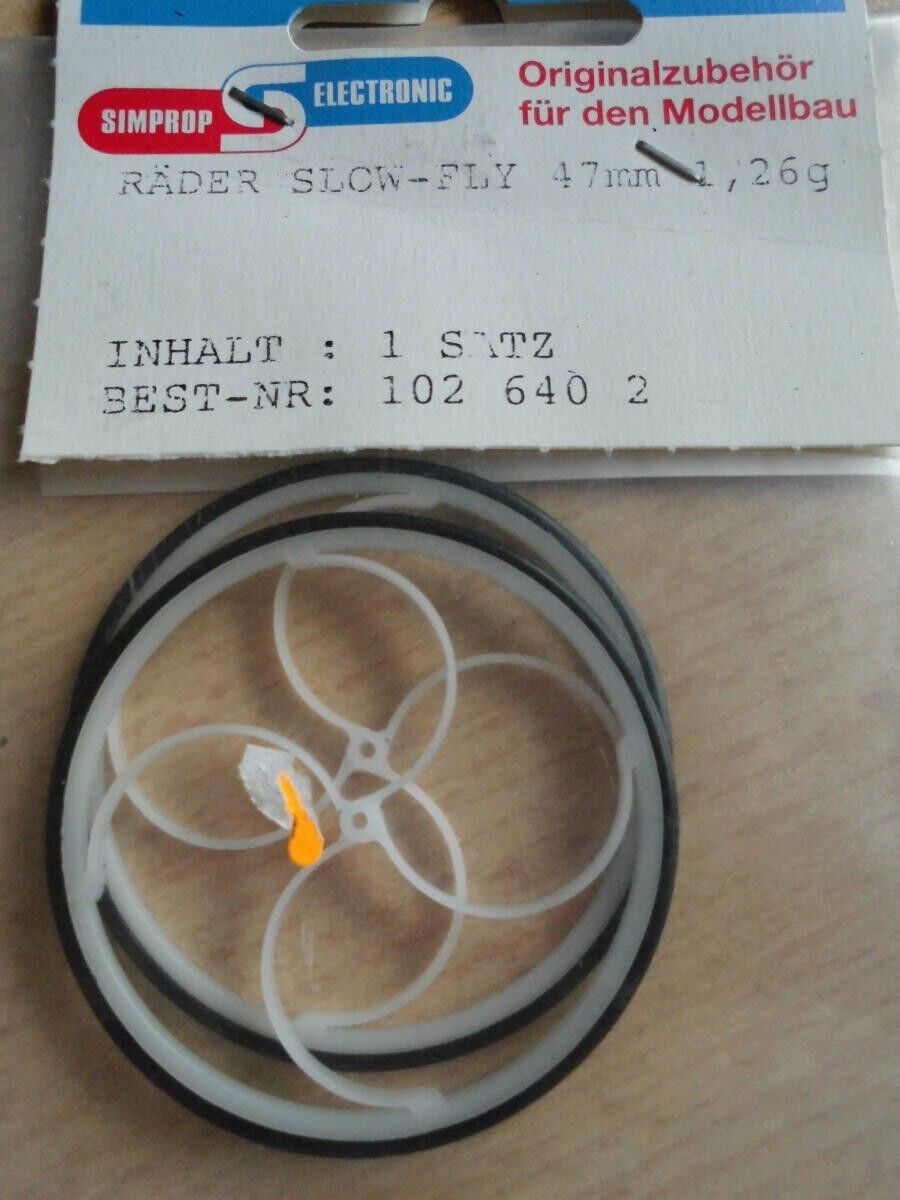 SIMPROP ELECTRONIC
Originalzubehör
für den Modellbau
RÄDER SLOW-FLY 47mm 1,26g
INHALT : 1 SATZ
BEST-NR: 102 640 2